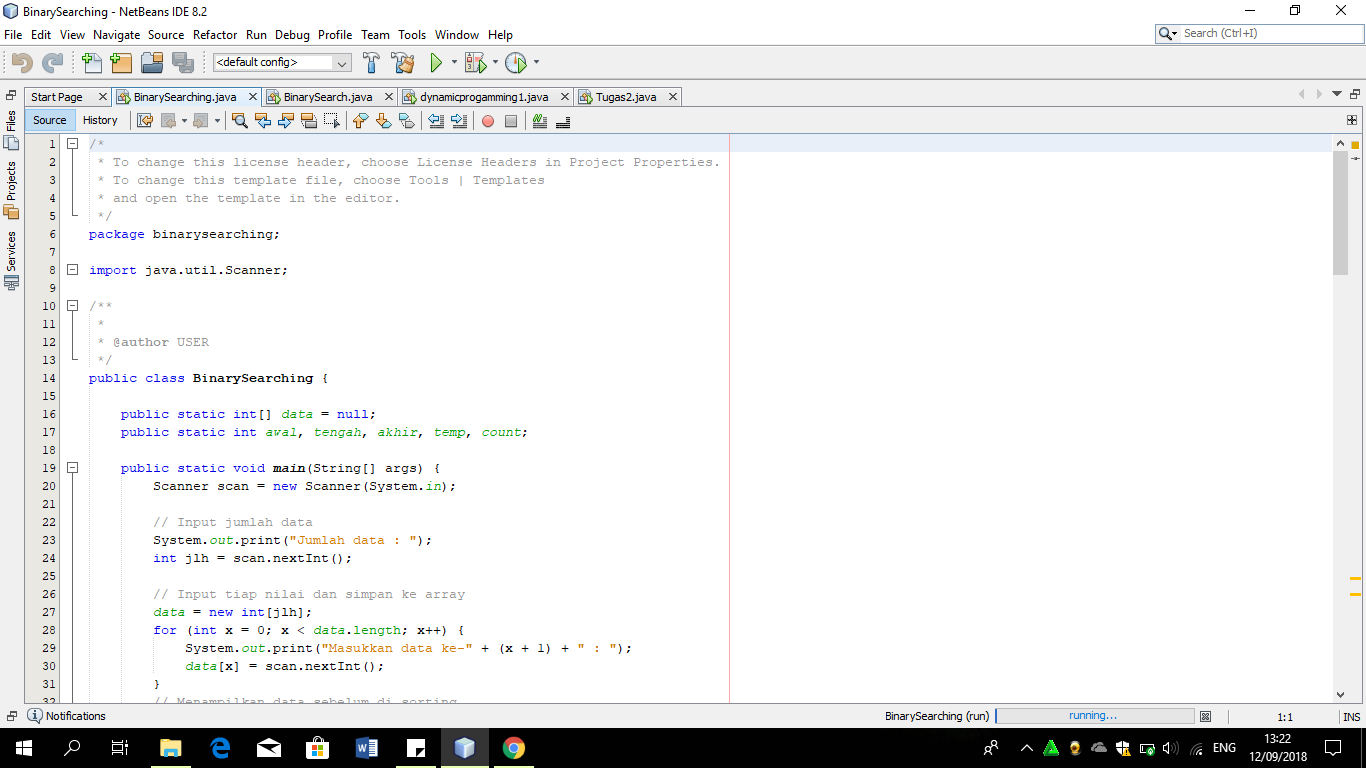 BinarySearching - NetBeans IDE 8.2
File Edit View Navigate Source Refactor Run Debug Profile Team Tools Window Help
Search (Ctrl+I)
<default config>
Start Page
BinarySearching.java
BinarySearch.java
dynamicprogamming1.java
Tugas2.java
Source History
Files
Projects
Services
1 /*
2 * To change this license header, choose License Headers in Project Properties.
3 * To change this template file, choose Tools | Templates
4 * and open the template in the editor.
5 */
6 package binarysearching;
7
8 import java.util.Scanner;
9
10 /**
11 *
12 * @author USER
13 */
14 public class BinarySearching {
15
16 public static int[] data = null;
17 public static int awal, tengah, akhir, temp, count;
18
19 public static void main(String[] args) {
20 Scanner scan = new Scanner(System.in);
21
22 // Input jumlah data
23 System.out.print("Jumlah data : ");
24 int jlh = scan.nextInt();
25
26 // Input tiap nilai dan simpan ke array
27 data = new int[jlh];
28 for (int x = 0; x < data.length; x++) {
29 System.out.print("Masukkan data ke-" + (x + 1) + " : ");
30 data[x] = scan.nextInt();
31 }
32 // Menampilkan data sebelum di sorting
Notifications
BinarySearching (run)
running...
1:1
INS
ENG
13:22
12/09/2018